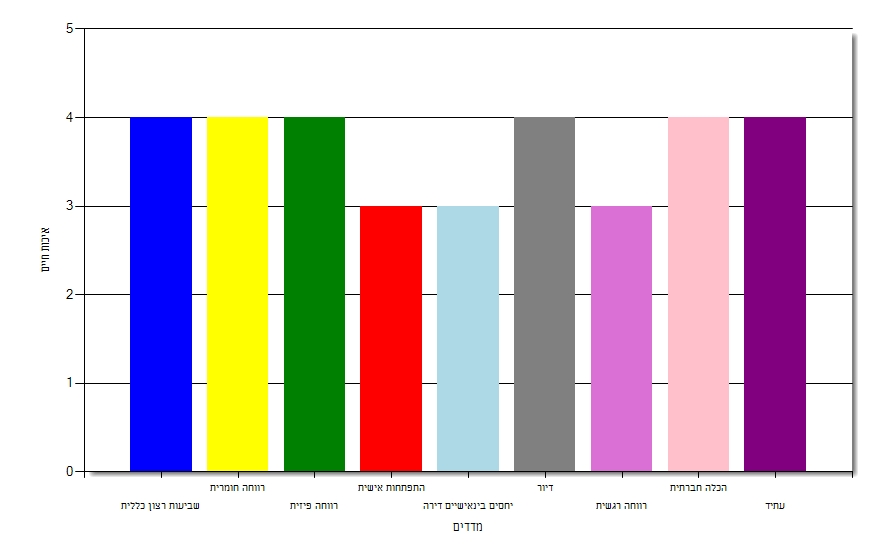 5
4
3
2
1
0
איכות חיים
רווחה חומרית
התפתחות אישית
דיור
הכלה חברתית
שביעות רצון כללית
רווחה פיזית
יחסים בינאישיים דירה
רווחה רגשית
עתיד
מדדים